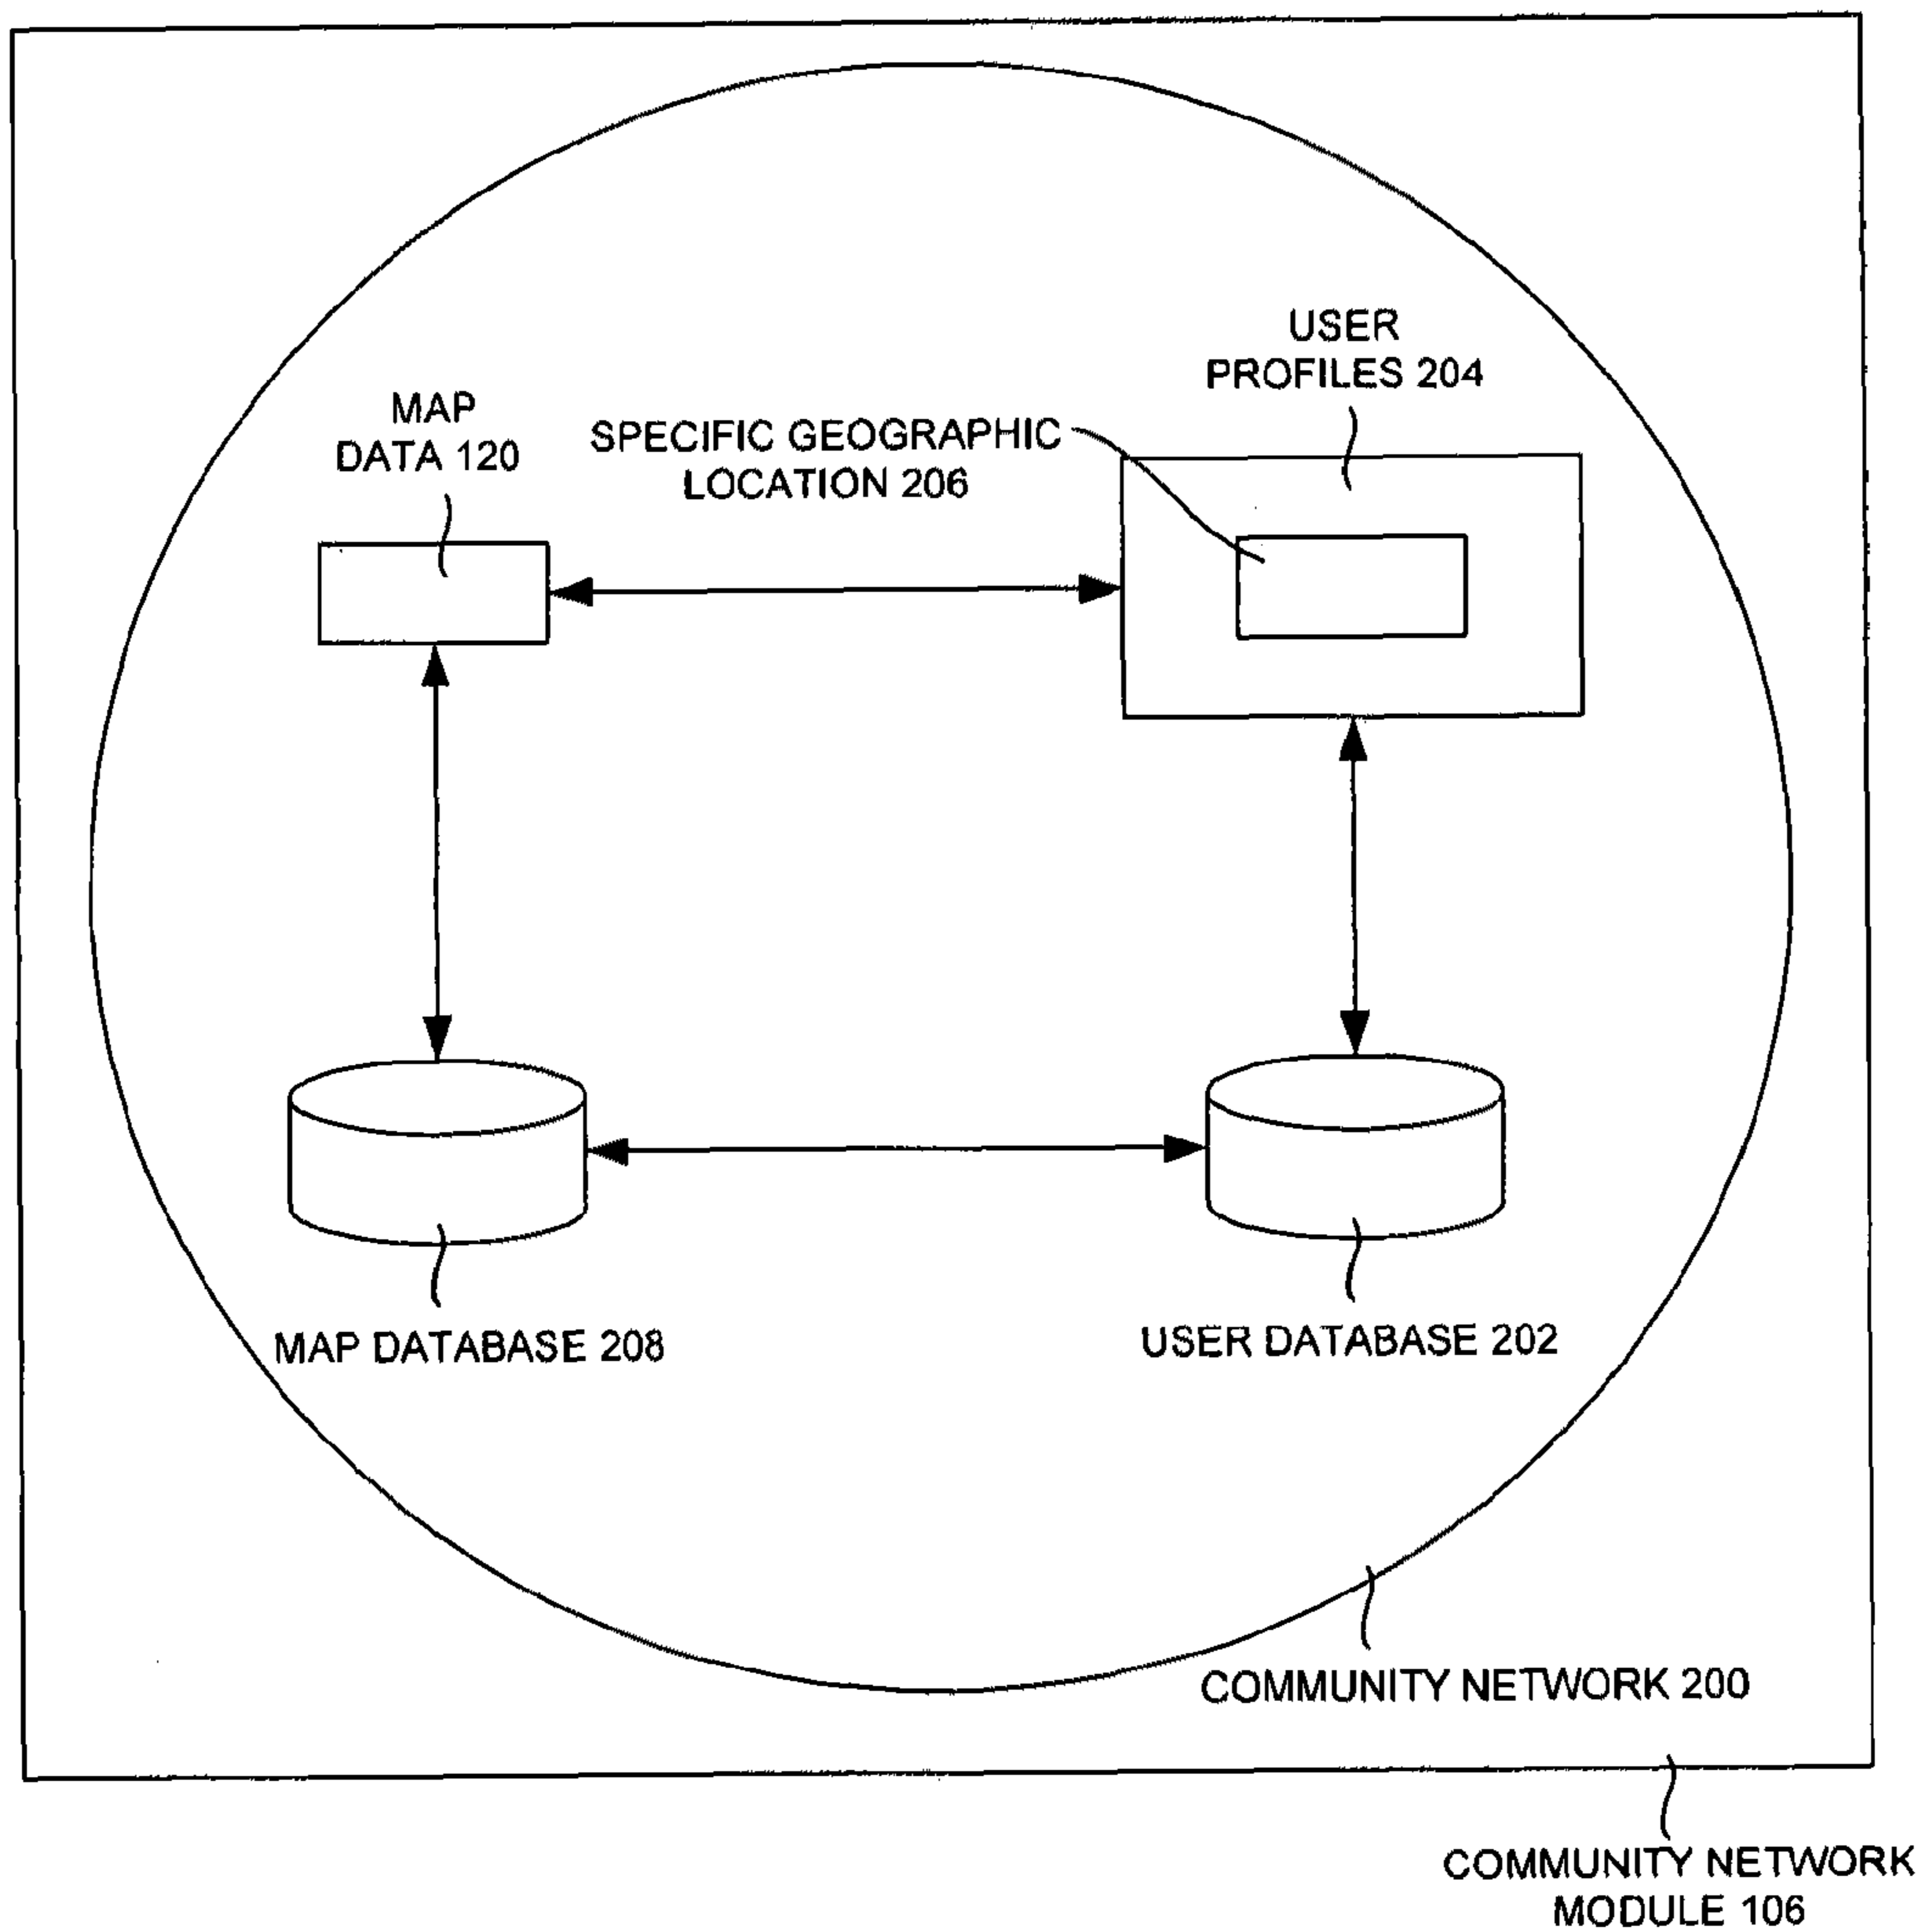 USER
PROFILES 204
MAP
DATA 120
SPECIFIC GEOGRAPHIC
LOCATION 206
MAP DATABASE 208
USER DATABASE 202
COMMUNITY NETWORK 200
COMMUNITY NETWORK
MODULE 106